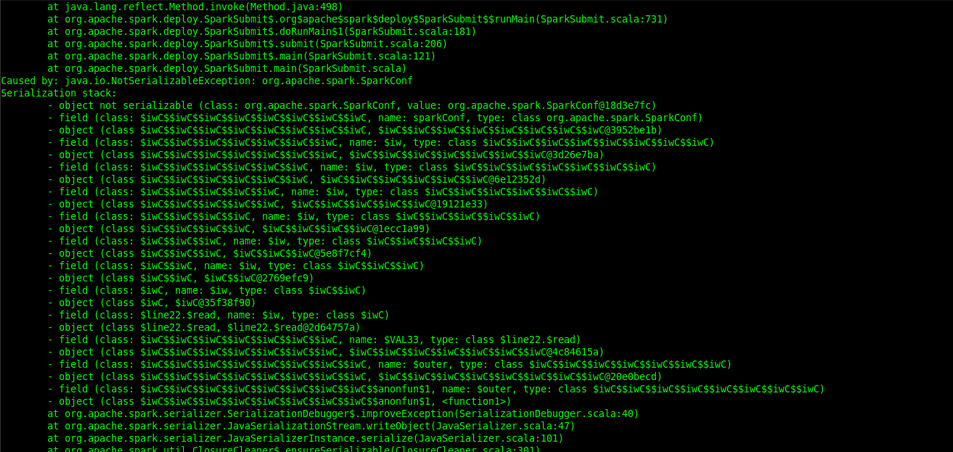 at java.lang.reflect.Method.invoke(Method.java:498)
at org.apache.spark.deploy.SparkSubmit$.org$apache$spark$deploy$SparkSubmit$$runMain(SparkSubmit.scala:731)
at org.apache.spark.deploy.SparkSubmit$.doRunMain$1(SparkSubmit.scala:181)
at org.apache.spark.deploy.SparkSubmit$.submit(SparkSubmit.scala:206)
at org.apache.spark.deploy.SparkSubmit$.main(SparkSubmit.scala:121)
at org.apache.spark.deploy.SparkSubmit.main(SparkSubmit.scala)
Caused by: java.io.NotSerializableException: org.apache.spark.SparkConf
Serialization stack:
- object not serializable (class: org.apache.spark.SparkConf, value: org.apache.spark.SparkConf@18d3e7fc)
- field (class: $iwC$$iwC$$iwC$$iwC$$iwC$$iwC$$iwC$$iwC, name: sparkConf, type: class org.apache.spark.SparkConf)
- object (class $iwC$$iwC$$iwC$$iwC$$iwC$$iwC$$iwC$$iwC, $iwC$$iwC$$iwC$$iwC$$iwC$$iwC$$iwC$$iwC@3952be1b)
- field (class: $iwC$$iwC$$iwC$$iwC$$iwC$$iwC$$iwC, name: $iw, type: class $iwC$$iwC$$iwC$$iwC$$iwC$$iwC$$iwC$$iwC)
- object (class $iwC$$iwC$$iwC$$iwC$$iwC$$iwC$$iwC, $iwC$$iwC$$iwC$$iwC$$iwC$$iwC$$iwC@3d26e7ba)
- field (class: $iwC$$iwC$$iwC$$iwC$$iwC$$iwC, name: $iw, type: class $iwC$$iwC$$iwC$$iwC$$iwC$$iwC$$iwC)
- object (class $iwC$$iwC$$iwC$$iwC$$iwC$$iwC, $iwC$$iwC$$iwC$$iwC$$iwC$$iwC@6e12352d)
- field (class: $iwC$$iwC$$iwC$$iwC$$iwC, name: $iw, type: class $iwC$$iwC$$iwC$$iwC$$iwC$$iwC)
- object (class $iwC$$iwC$$iwC$$iwC$$iwC, $iwC$$iwC$$iwC$$iwC$$iwC@19121e33)
- field (class: $iwC$$iwC$$iwC$$iwC, name: $iw, type: class $iwC$$iwC$$iwC$$iwC$$iwC)
- object (class $iwC$$iwC$$iwC$$iwC, $iwC$$iwC$$iwC$$iwC@1ecc1a99)
- field (class: $iwC$$iwC$$iwC, name: $iw, type: class $iwC$$iwC$$iwC$$iwC)
- object (class $iwC$$iwC$$iwC, $iwC$$iwC$$iwC@5e8f7cf4)
- field (class: $iwC$$iwC, name: $iw, type: class $iwC$$iwC$$iwC)
- object (class $iwC$$iwC, $iwC$$iwC@2769efc9)
- field (class: $iwC, name: $iw, type: class $iwC$$iwC)
- object (class $iwC, $iwC@35f38f90)
- field (class: $line22.$read, name: $iw, type: class $iwC)
- object (class $line22.$read, $line22.$read@2d64757a)
- field (class: $iwC$$iwC$$iwC$$iwC$$iwC$$iwC$$iwC, name: $VAL33, type: class $line22.$read)
- object (class $iwC$$iwC$$iwC$$iwC$$iwC$$iwC$$iwC, $iwC$$iwC$$iwC$$iwC$$iwC$$iwC$$iwC@4c84615a)
- field (class: $iwC$$iwC$$iwC$$iwC$$iwC$$iwC$$iwC, name: $outer, type: class $iwC$$iwC$$iwC$$iwC$$iwC$$iwC$$iwC$$iwC)
- object (class $iwC$$iwC$$iwC$$iwC$$iwC$$iwC$$iwC$$iwC, $iwC$$iwC$$iwC$$iwC$$iwC$$iwC$$iwC$$iwC@20e0becd)
- field (class: $iwC$$iwC$$iwC$$iwC$$iwC$$iwC$$iwC$$iwC$$anonfun$1, name: $outer, type: class $iwC$$iwC$$iwC$$iwC$$iwC$$iwC$$iwC$$iwC)
- object (class $iwC$$iwC$$iwC$$iwC$$iwC$$iwC$$iwC$$iwC$$anonfun$1, <function1>)
at org.apache.spark.serializer.SerializationDebugger$.improveException(SerializationDebugger.scala:40)
at org.apache.spark.serializer.JavaSerializationStream.writeObject(JavaSerializer.scala:47)
at org.apache.spark.serializer.JavaSerializerInstance.serialize(JavaSerializer.scala:101)
at org.apache.spark.util.ClosureCleaner$.ensureSerializable(ClosureCleaner.scala:301)